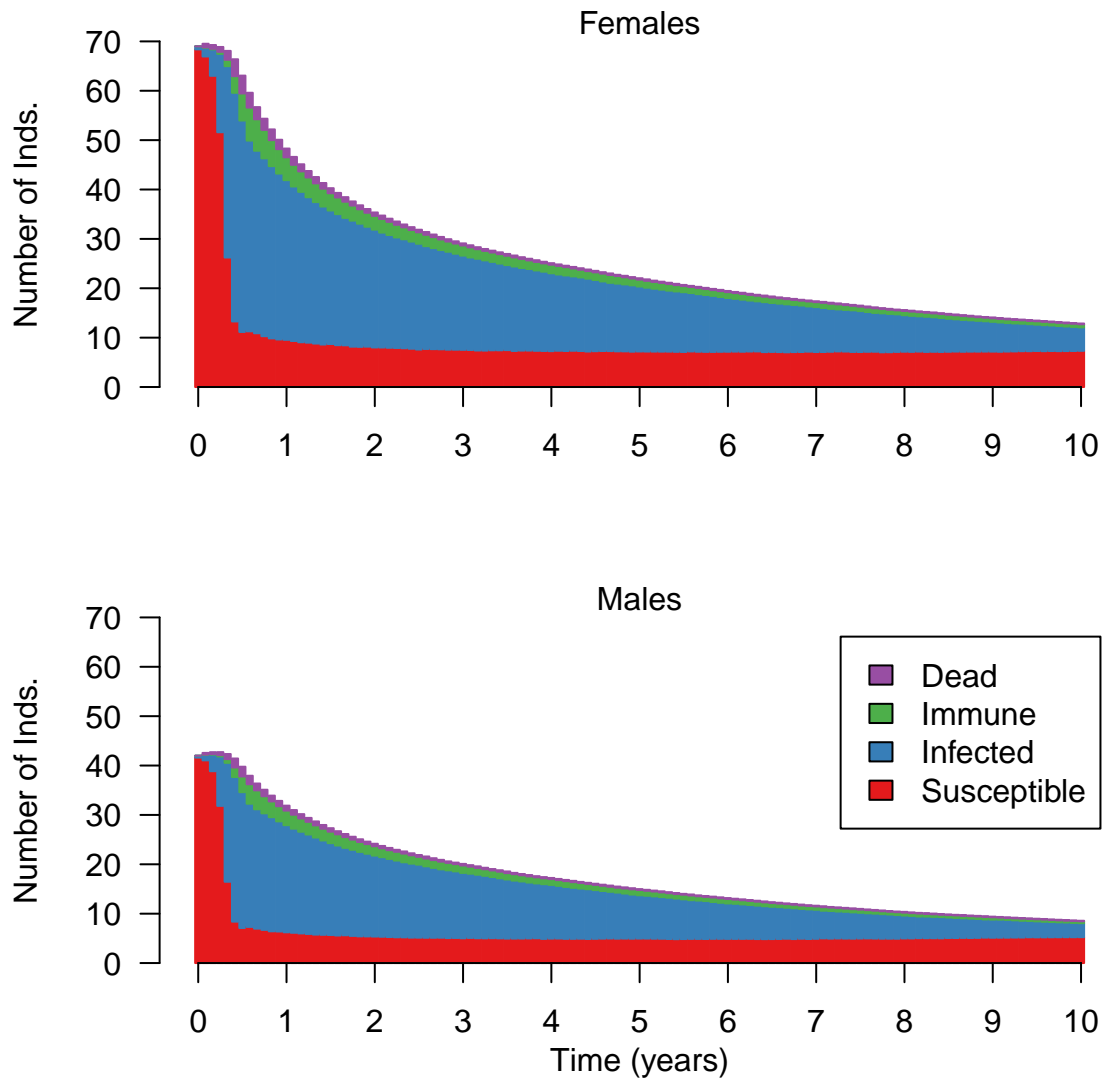 Females
Number of Inds.
70
60
50
40
30
20
10
0
0 1 2 3 4 5 6 7 8 9 10
Males
Number of Inds.
70
60
50
40
30
20
10
0
Dead
Immune
Infected
Susceptible
0 1 2 3 4 5 6 7 8 9 10
Time (years)